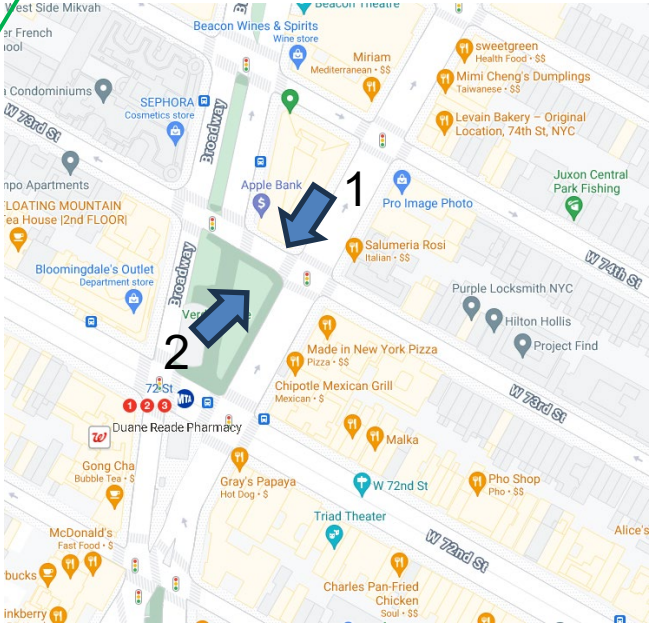 West Side Mikvah
Beacon Theatre
er French
ool
Beacon Wines & Spirits
Wine store
Miriam
Mediterranean • $$
sweetgreen
Health Food • $$
Mimi Cheng's Dumplings
Taiwanese • $$
Levain Bakery – Original
Location, 74th St, NYC
a Condominiums
SEPHORA
Cosmetics store
Broadway
W 73rd St
Apple Bank
1
Pro Image Photo
Juxon Central
Park Fishing
npo Apartments
FLOATING MOUNTAIN
Tea House |2nd FLOOR|
Salumeria Rosi
Italian • $$
W 74th St
Bloomingdale's Outlet
Department store
Broadway
Purple Locksmith NYC
Hilton Hollis
Project Find
Verd
2
Made in New York Pizza
Pizza • $$
72 St
1 2 3
MTA
Chipotle Mexican Grill
Mexican • $
W 73rd St
Duane Reade Pharmacy
Malka
Gong Cha
Bubble Tea • $
Gray's Papaya
Hot Dog • $
W 72nd St
Pho Shop
Pho • $$
Triad Theater
Alice's
McDonald's
Fast Food • $
W 72nd St
bucks
Charles Pan-Fried
Chicken
Soul • $$
inkberry